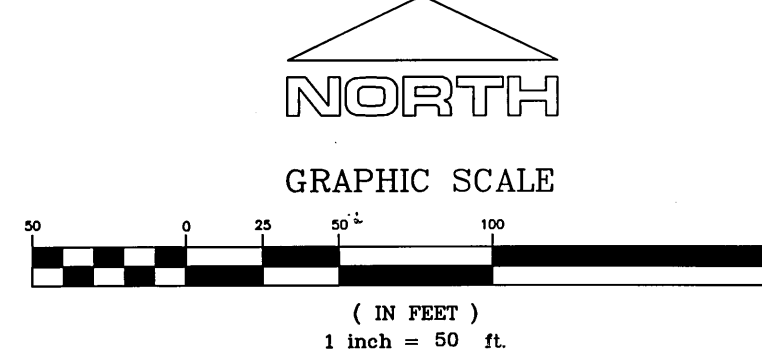 NORTH
GRAPHIC SCALE
50 0 25 50 100
( IN FEET )
1 inch = 50 ft.